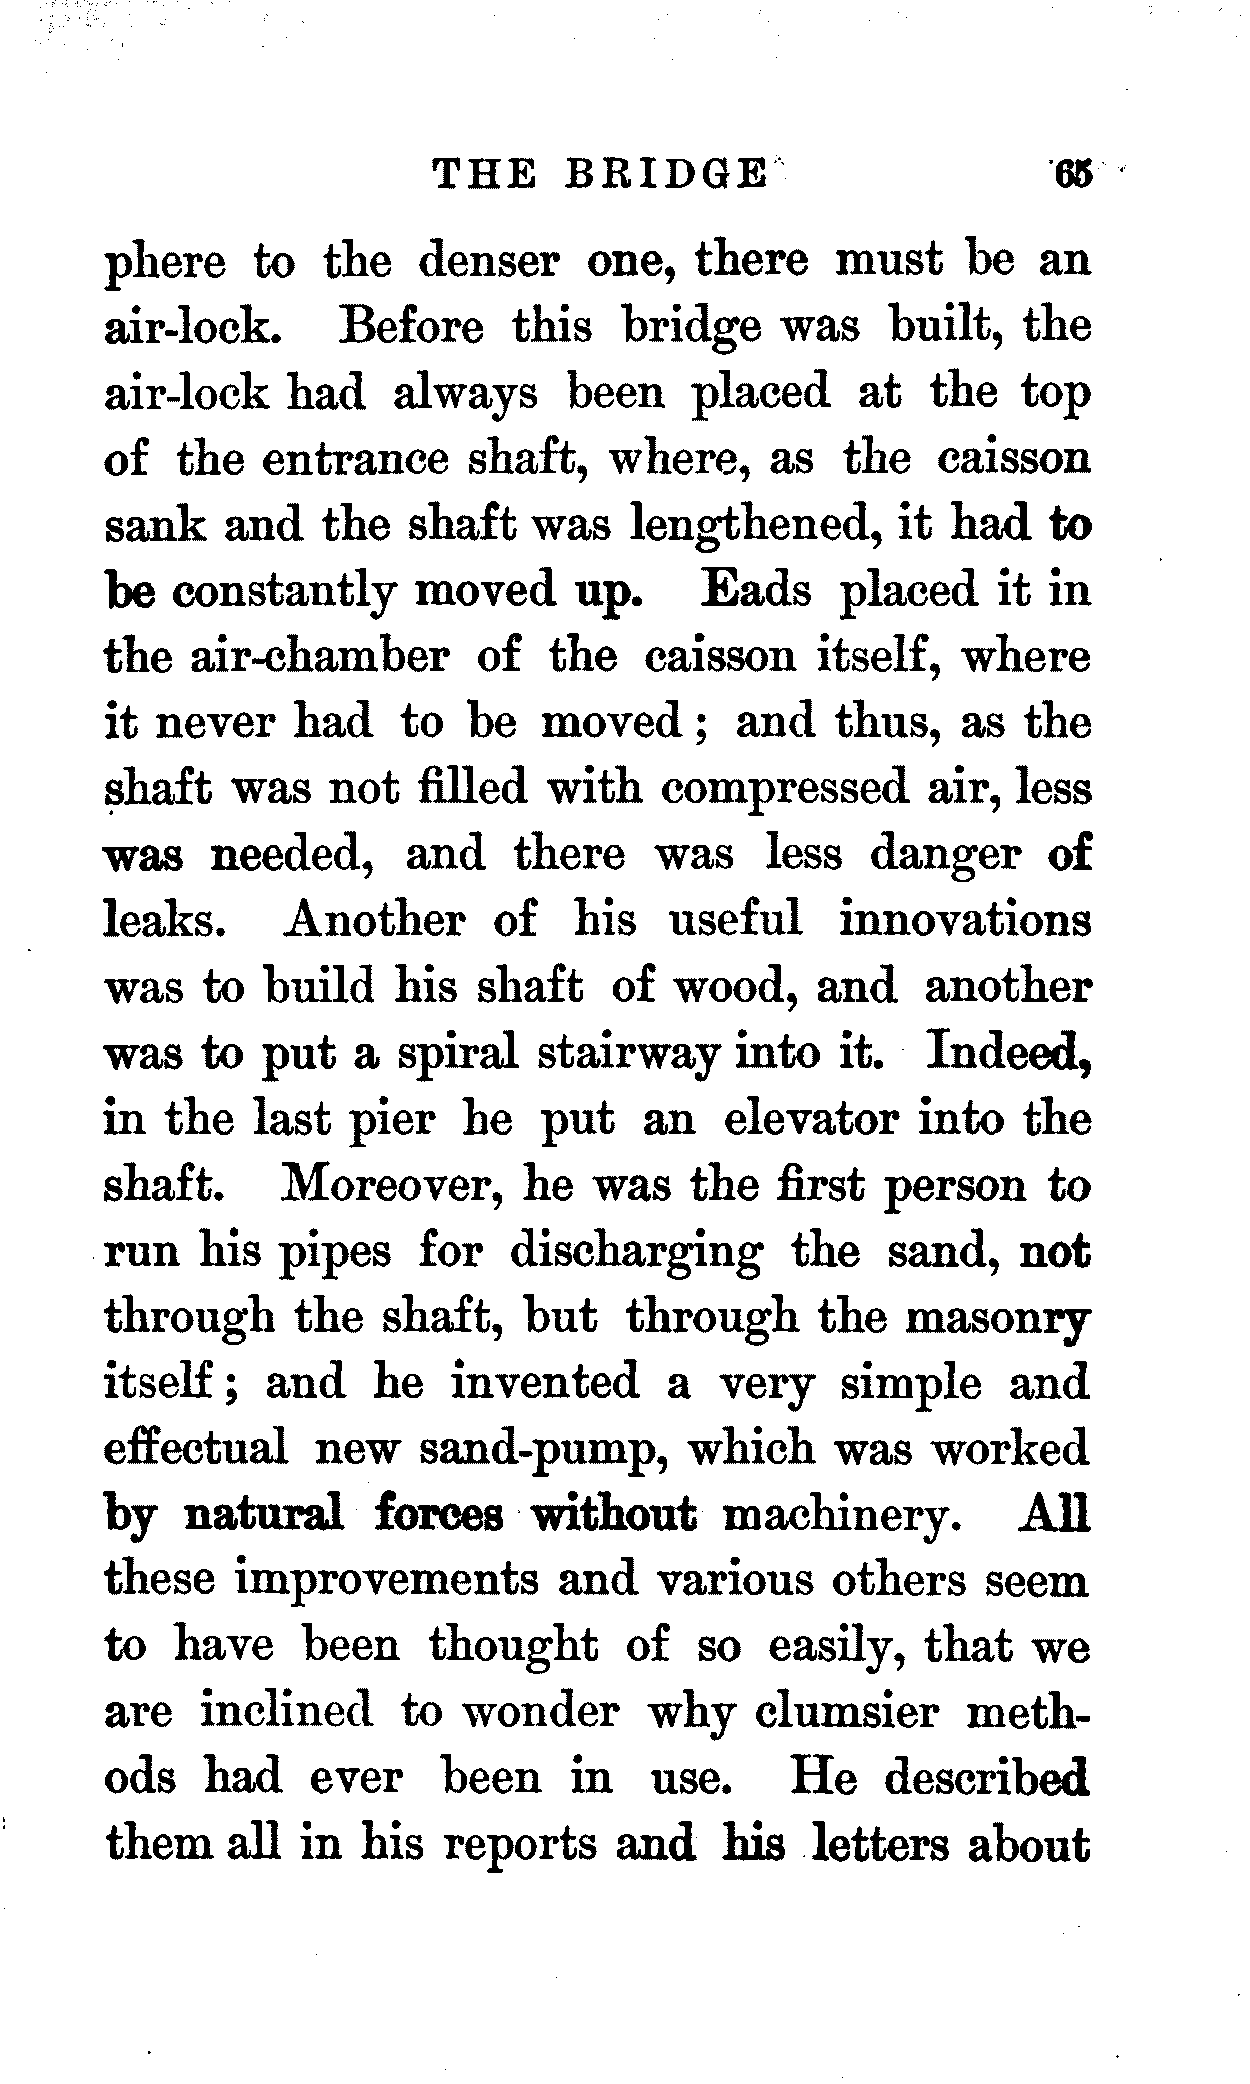 THE BRIDGE 65
phere to the denser one, there must be an
air-lock. Before this bridge was built, the
air-lock had always been placed at the top
of the entrance shaft, where, as the caisson
sank and the shaft was lengthened, it had to
be constantly moved up. Eads placed it in
the air-chamber of the caisson itself, where
it never had to be moved ; and thus, as the
shaft was not filled with compressed air, less
was needed, and there was less danger of
leaks. Another of his useful innovations
was to build his shaft of wood, and another
was to put a spiral stairway into it. Indeed,
in the last pier he put an elevator into the
shaft. Moreover, he was the first person to
run his pipes for discharging the sand, not
through the shaft, but through the masonry
itself ; and he invented a very simple and
effectual new sand-pump, which was worked
by natural forces without machinery. All
these improvements and various others seem
to have been thought of so easily, that we
are inclined to wonder why clumsier meth-
ods had ever been in use. He described
them all in his reports and his letters about